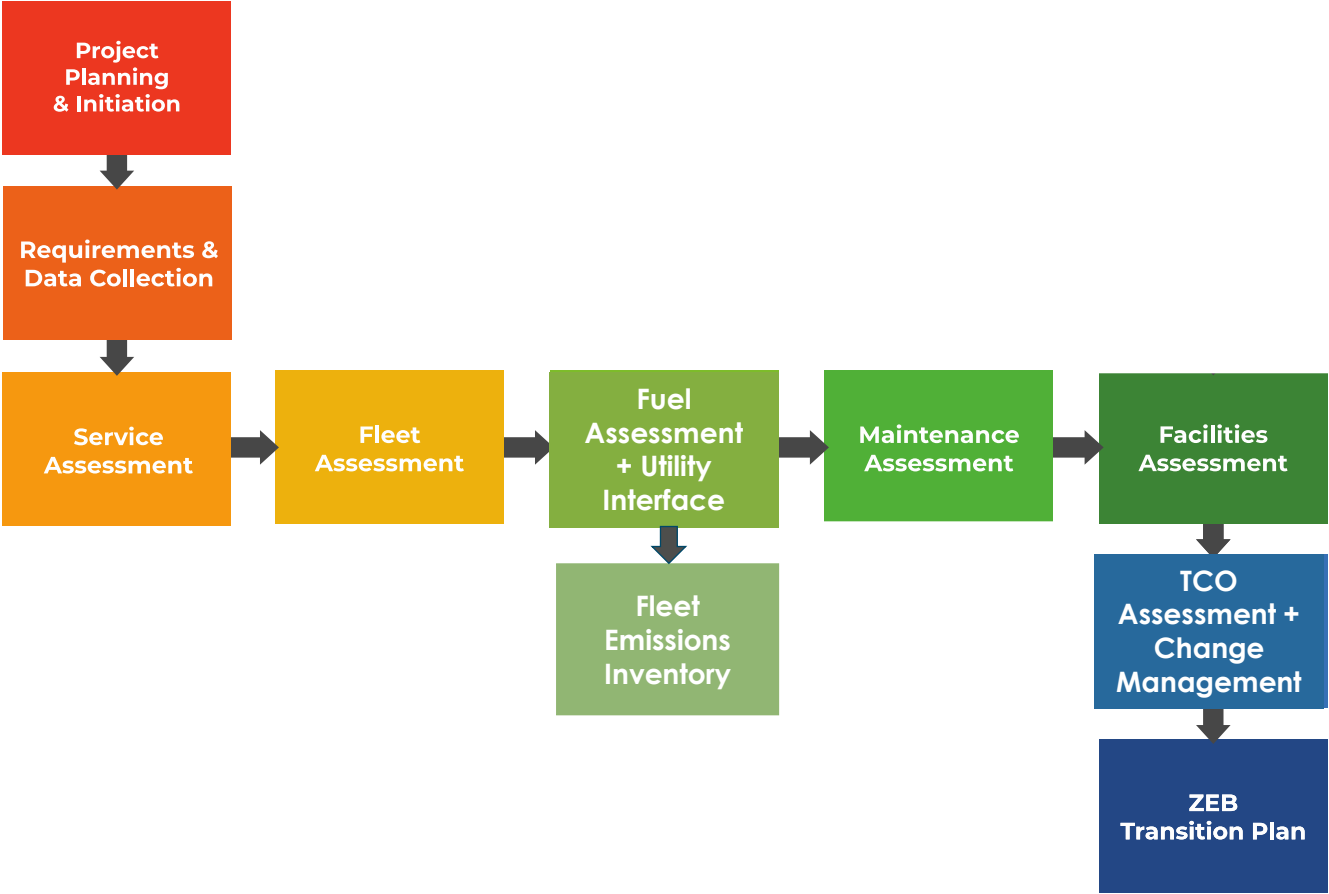 Project
Planning
& Initiation
Requirements &
Data Collection
Service
Assessment
Fleet
Assessment
Fuel
Assessment
+ Utility
Interface
Maintenance
Assessment
Facilities
Assessment
Fleet
Emissions
Inventory
TCO
Assessment +
Change
Management
ZEB
Transition Plan